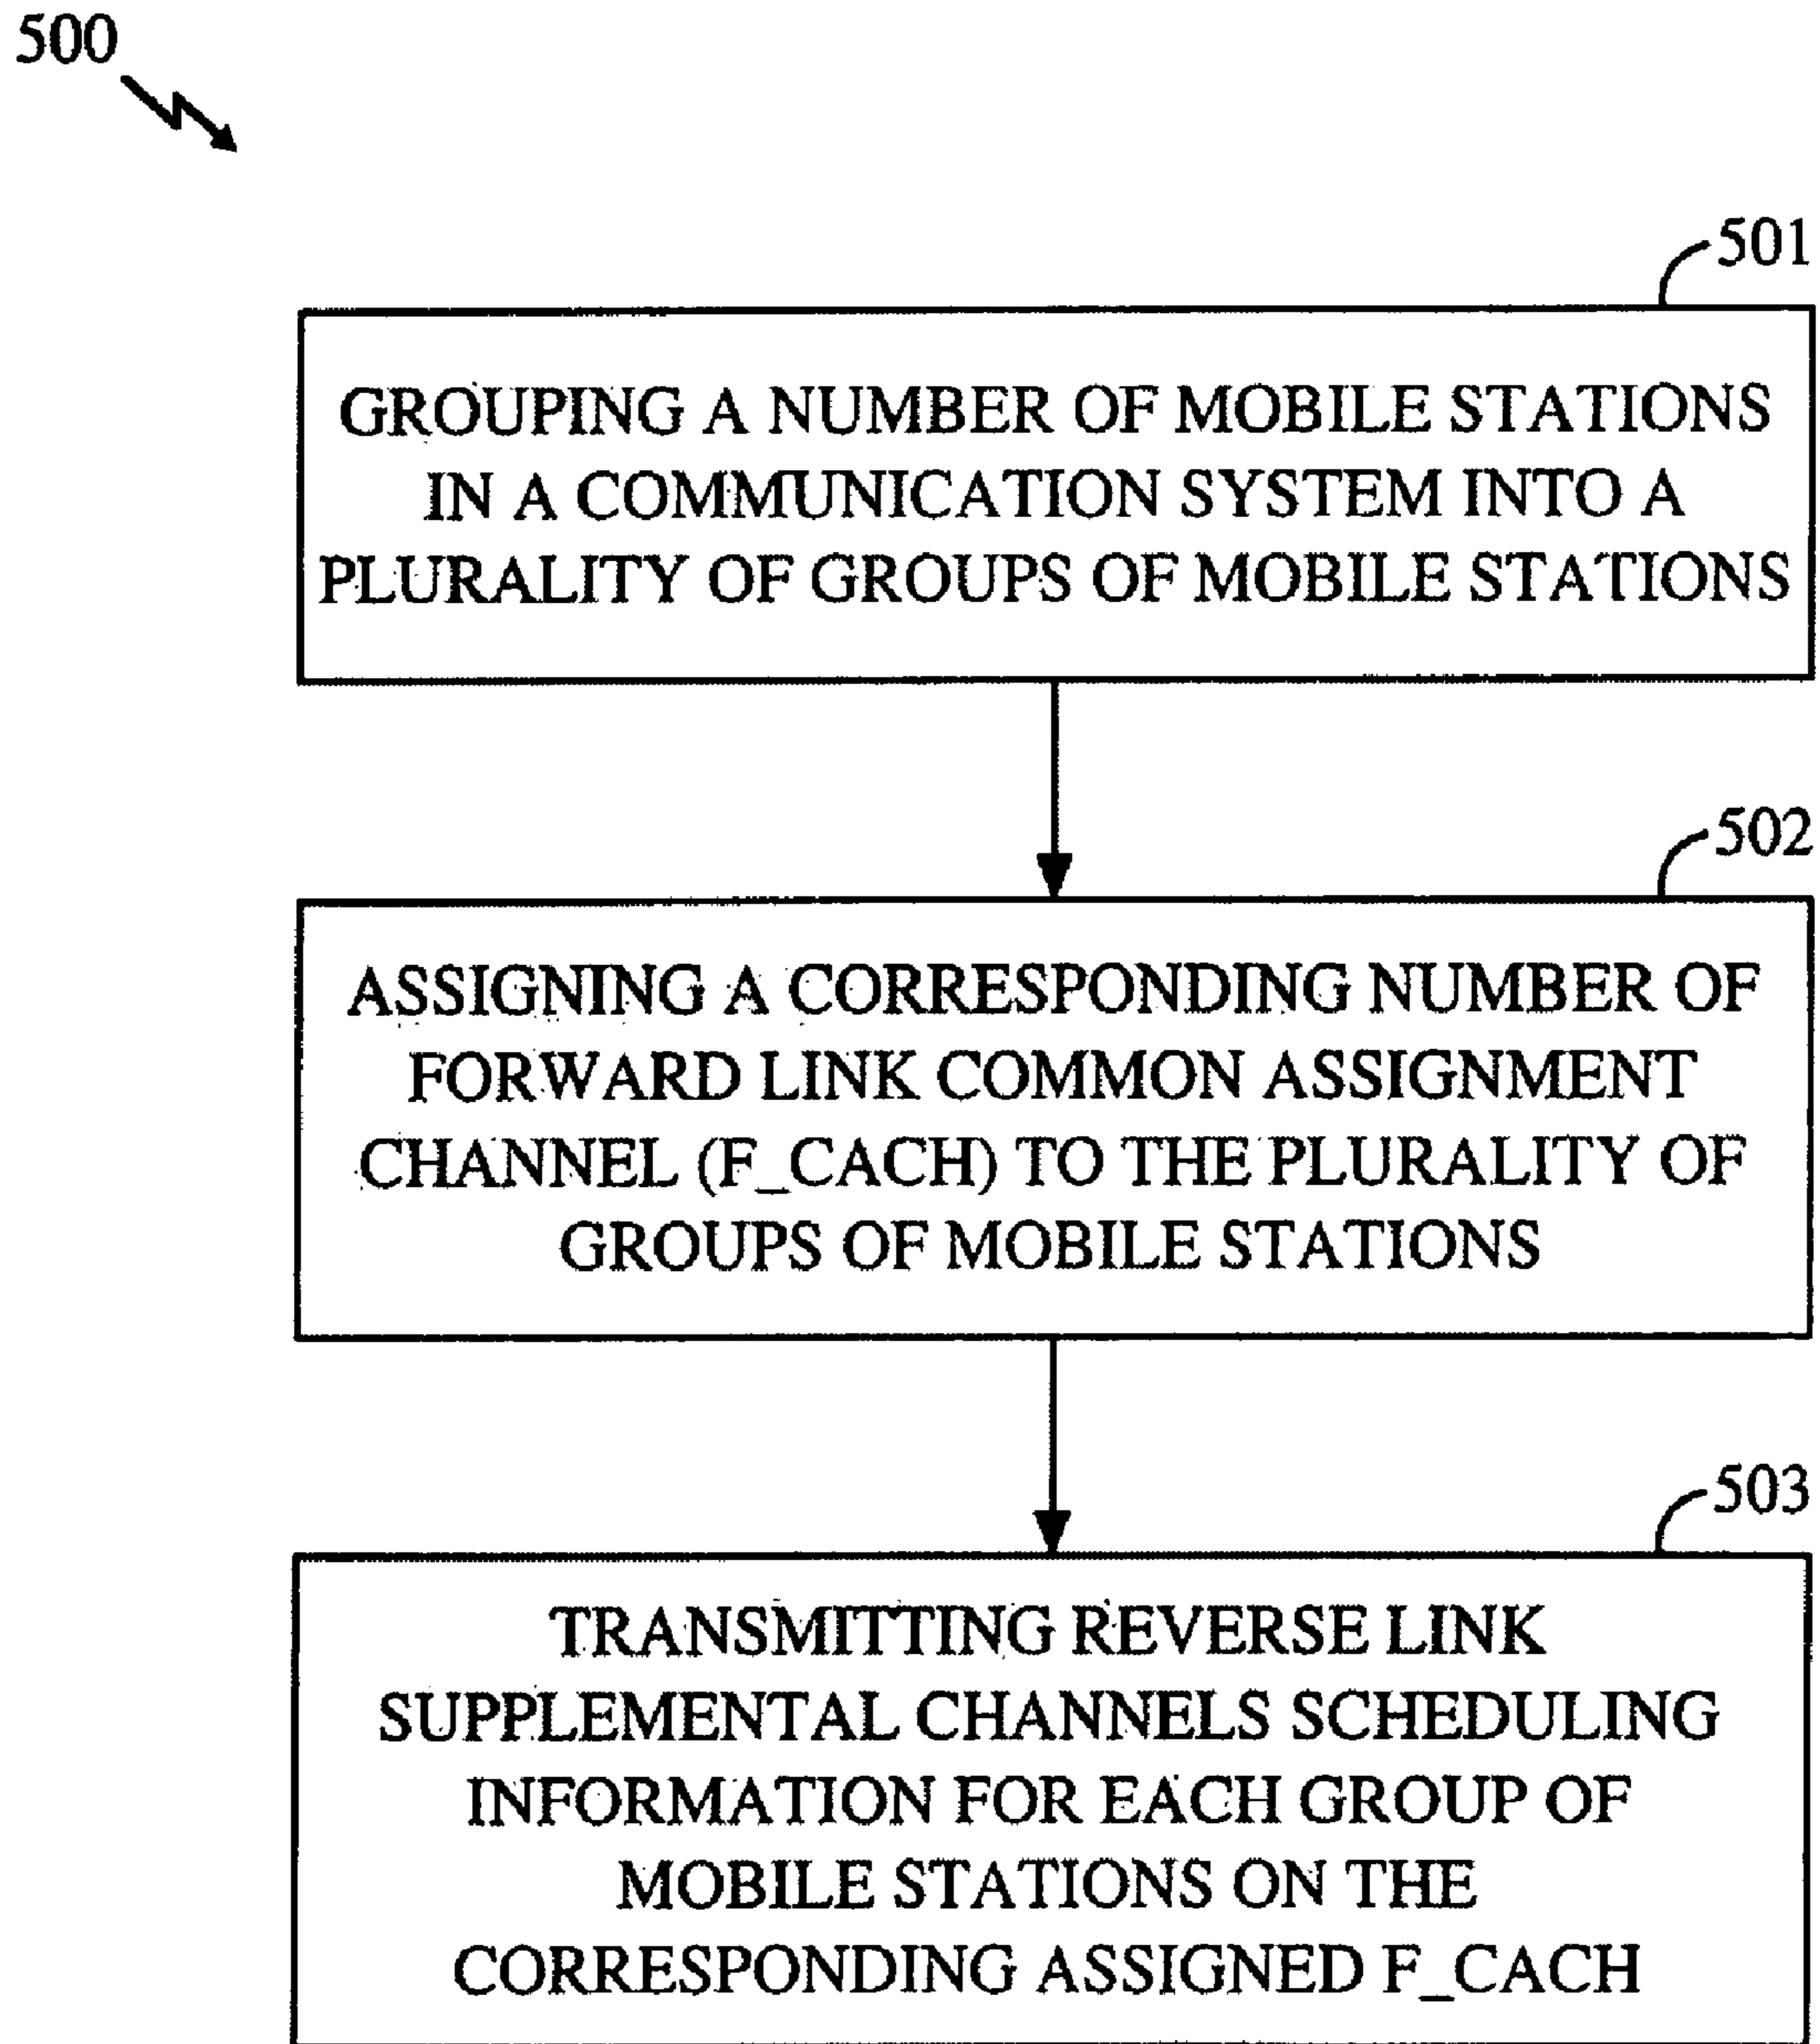 500
501
GROUPING A NUMBER OF MOBILE STATIONS
IN A COMMUNICATION SYSTEM INTO A
PLURALITY OF GROUPS OF MOBILE STATIONS
502
ASSIGNING A CORRESPONDING NUMBER OF
FORWARD LINK COMMON ASSIGNMENT
CHANNEL (F_CACH) TO THE PLURALITY OF
GROUPS OF MOBILE STATIONS
503
TRANSMITTING REVERSE LINK
SUPPLEMENTAL CHANNELS SCHEDULING
INFORMATION FOR EACH GROUP OF
MOBILE STATIONS ON THE
CORRESPONDING ASSIGNED F_CACH